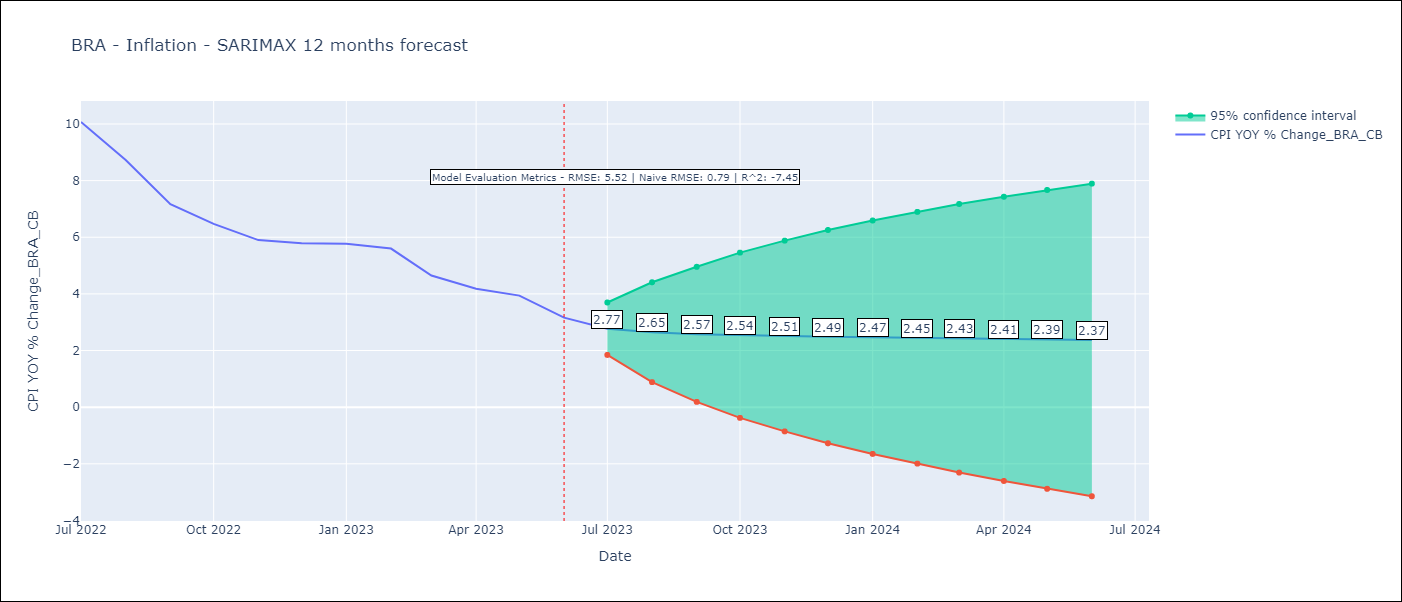 BRA - Inflation - SARIMAX 12 months forecast
95% confidence interval
CPI YOY % Change_BRA_CB
Model Evaluation Metrics - RMSE: 5.52 | Naive RMSE: 0.79 | R^2: -7.45
CPI YOY % Change_BRA_CB
10
8
6
4
2
0
−2
−4
2.77
2.65
2.57
2.54
2.51
2.49
2.47
2.45
2.43
2.41
2.39
2.37
Jul 2022
Oct 2022
Jan 2023
Apr 2023
Jul 2023
Oct 2023
Jan 2024
Apr 2024
Jul 2024
Date